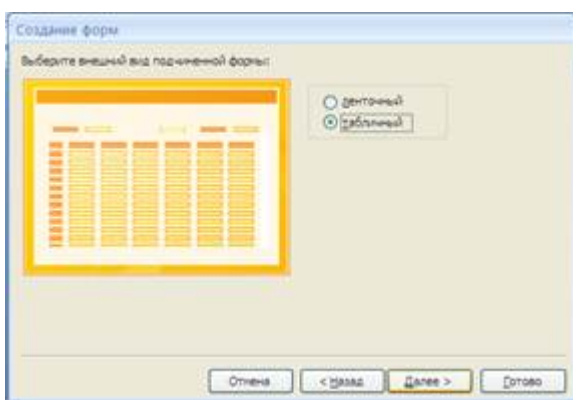 Создание форм
Выберите внешний вид подчиненной формы:
ленточный
табличный
Отмена
< Назад
Далее >
Готово